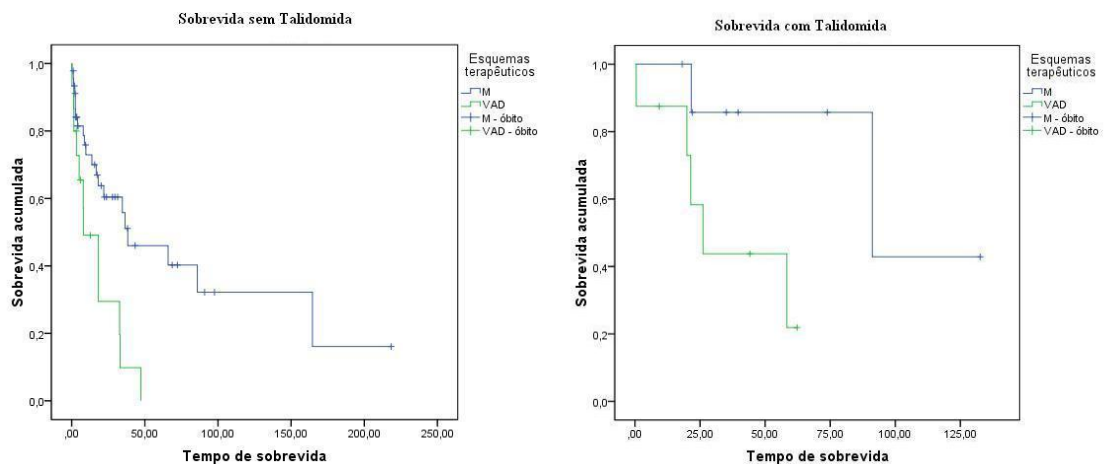 Sobrevida sem Talidomida
Esquemas
terapêuticos
M
VAD
M - óbito
VAD - óbito
1,0
0,8
0,6
0,4
0,2
0,0
Sobrevida acumulada
,00
50,00
100,00
150,00
200,00
250,00
Tempo de sobrevida
Sobrevida com Talidomida
Esquemas
terapêuticos
M
VAD
M - óbito
VAD - óbito
1,0
0,8
0,6
0,4
0,2
0,0
Sobrevida acumulada
,00
25,00
50,00
75,00
100,00
125,00
Tempo de sobrevida